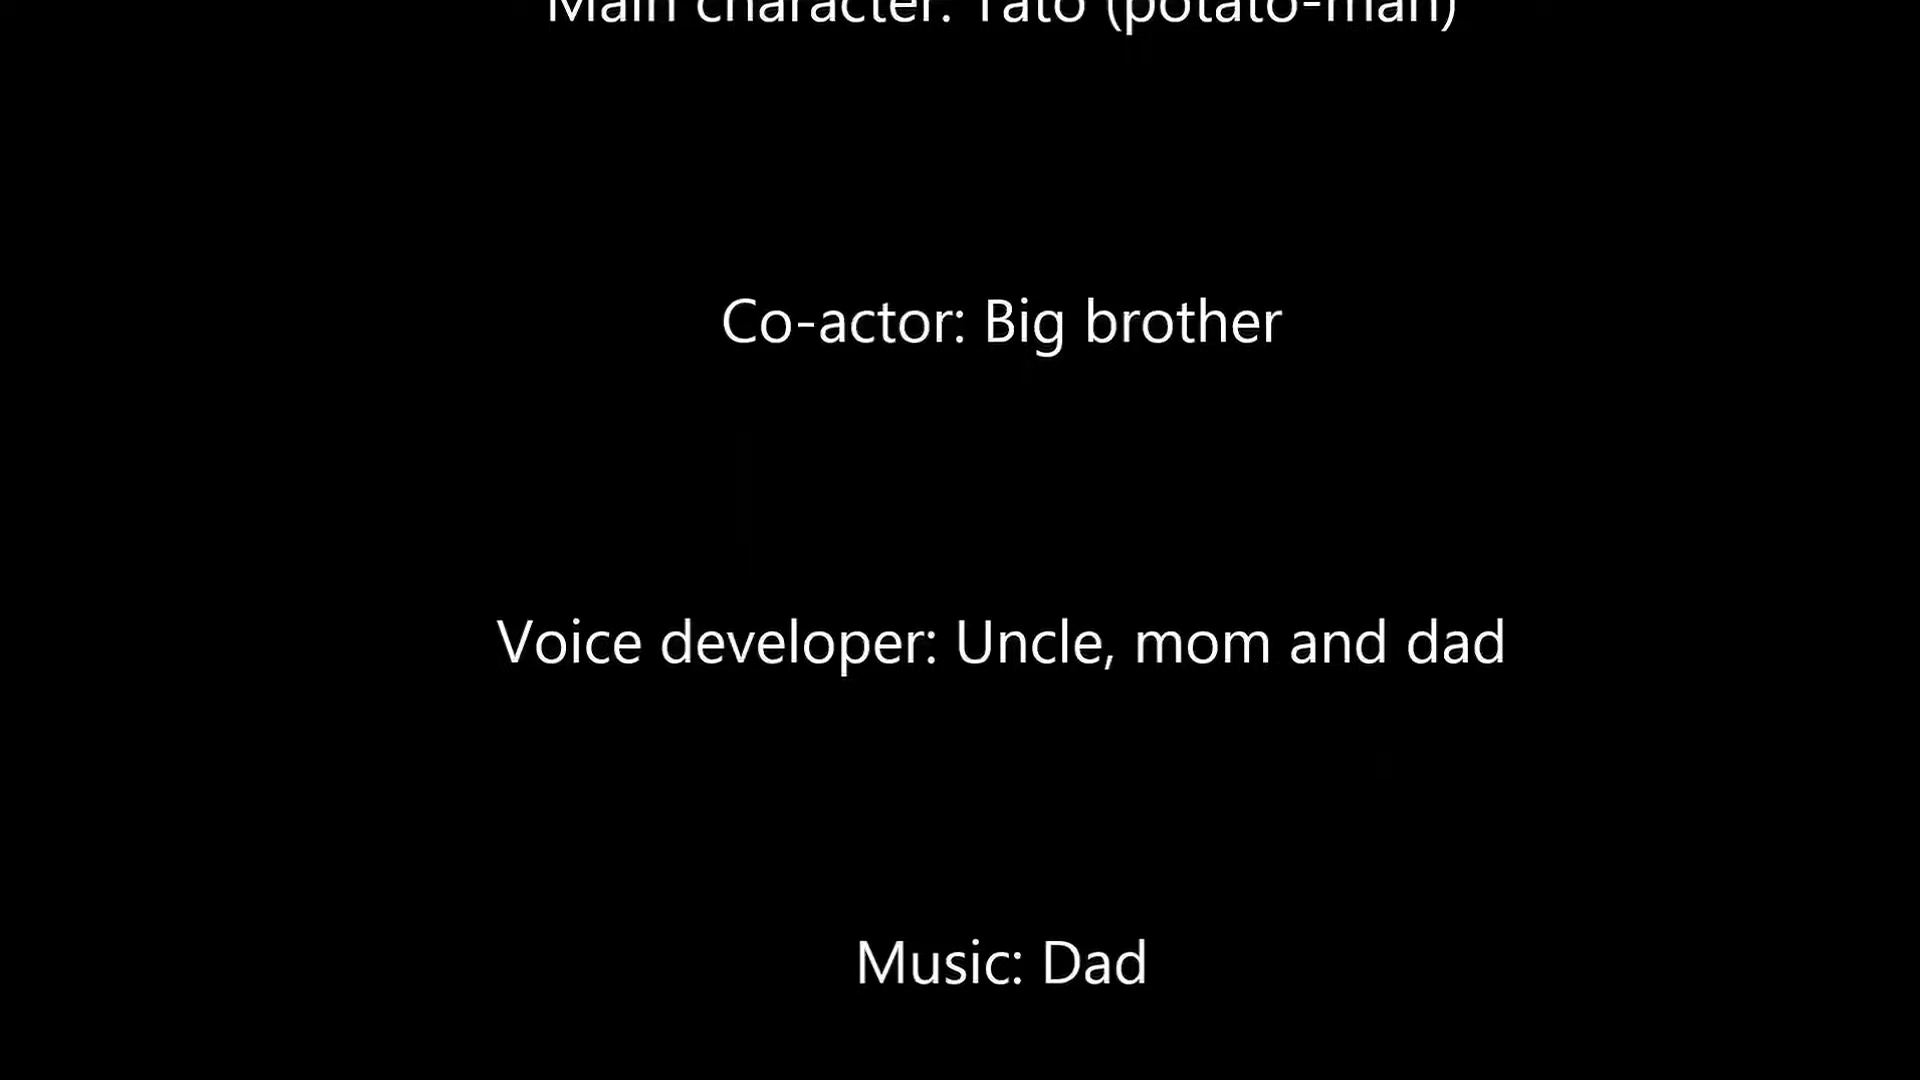 Main character: Tato (potato-man)
Co-actor: Big brother
Voice developer: Uncle, mom and dad
Music: Dad